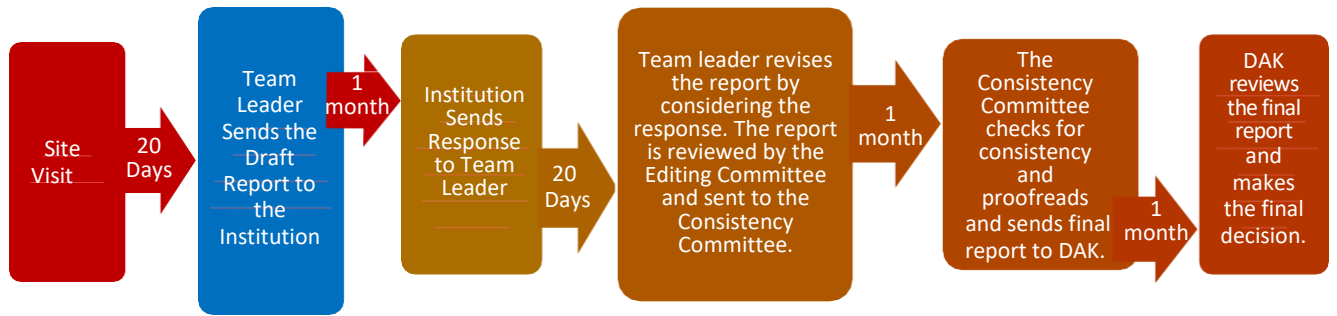 Site
Visit
20
Days
Team
Leader
Sends the
Draft
Report to
the
Institution
1
month
Institution
Sends
Response
to Team
Leader
20
Days
Team leader revises
the report by
considering the
response. The report
is reviewed by the
Editing Committee
and sent to the
Consistency
Committee.
1
month
The
Consistency
Committee
checks for
consistency
and
proofreads
and sends final
report to DAK.
1
month
DAK
reviews
the final
report
and
makes
the final
decision.